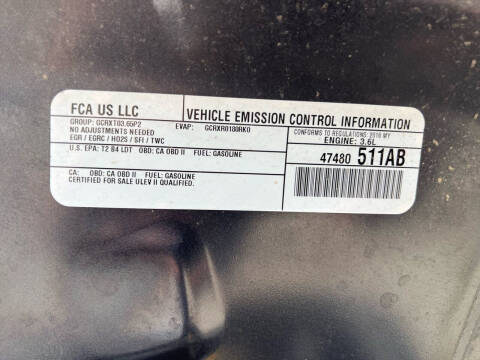 FCA US LLC
VEHICLE EMISSION CONTROL INFORMATION
GROUP: GCRXT03.65P2 EVAP: GCRXR0180RK0
CONFORMS TO REGULATIONS: 2016 MY
NO ADJUSTMENTS NEEDED
ENGINE: 3.6L
EGR / EGRC / HO2S / SFI / TWC
U.S. EPA: T2 B4 LDT OBD: CA OBD II FUEL: GASOLINE
47480 511AB
CA: OBD: CA OBD II FUEL: GASOLINE
CERTIFIED FOR SALE ULEV II QUALIFIED.